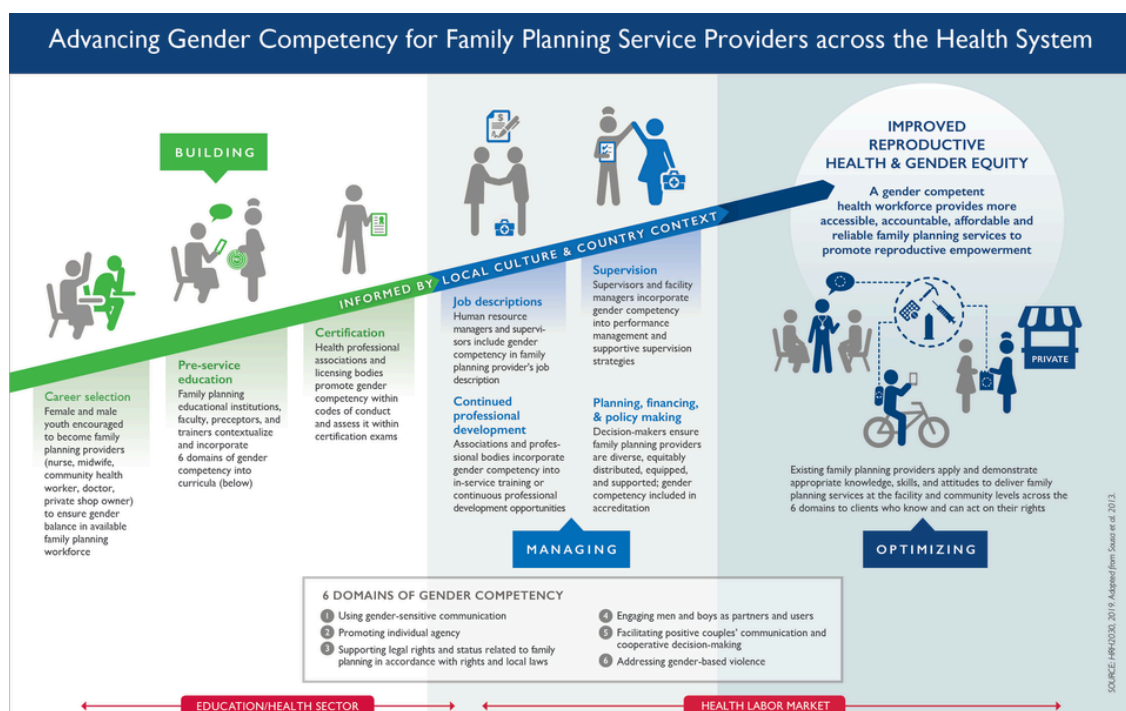 Advancing Gender Competency for Family Planning Service Providers across the Health System
BUILDING
INFORMED BY LOCAL CULTURE & COUNTRY CONTEXT
Career selection
Female and male
youth encouraged
to become family
planning providers
(nurse, midwife,
community health
worker, doctor,
private shop owner)
to ensure gender
balance in available
family planning
workforce
Pre-service
education
Family planning
educational institutions,
faculty, preceptors, and
trainers contextualize
and incorporate
6 domains of gender
competency into
curricula (below)
Certification
Health professional
associations and
licensing bodies
promote gender
competency within
codes of conduct
and assess it within
certification exams
Job descriptions
Human resource
managers and supervi-
sors include gender
competency in family
planning provider's job
description
Continued
professional
development
Associations and profes-
sional bodies incorporate
gender competency into
in-service training or
continuous professional
development opportunities
Supervision
Supervisors and facility
managers incorporate
gender competency
into performance
management and
supportive supervision
strategies
Planning, financing,
& policy making
Decision-makers ensure
family planning providers
are diverse, equitably
distributed, equipped,
and supported; gender
competency included in
accreditation
MANAGING
IMPROVED
REPRODUCTIVE
HEALTH & GENDER EQUITY
A gender competent
health workforce provides more
accessible, accountable, affordable and
reliable family planning services to
promote reproductive empowerment
PRIVATE
Existing family planning providers apply and demonstrate
appropriate knowledge, skills, and attitudes to deliver family
planning services at the facility and community levels across the
6 domains to clients who know and can act on their rights
OPTIMIZING
6 DOMAINS OF GENDER COMPETENCY
1 Using gender-sensitive communication
2 Promoting individual agency
3 Supporting legal rights and status related to family
planning in accordance with rights and local laws
4 Engaging men and boys as partners and users
5 Facilitating positive couples' communication and
cooperative decision-making
6 Addressing gender-based violence
EDUCATION/HEALTH SECTOR
HEALTH LABOR MARKET
SOURCE: HRH2030, 2019. Adapted from Sousa et al. 2013.